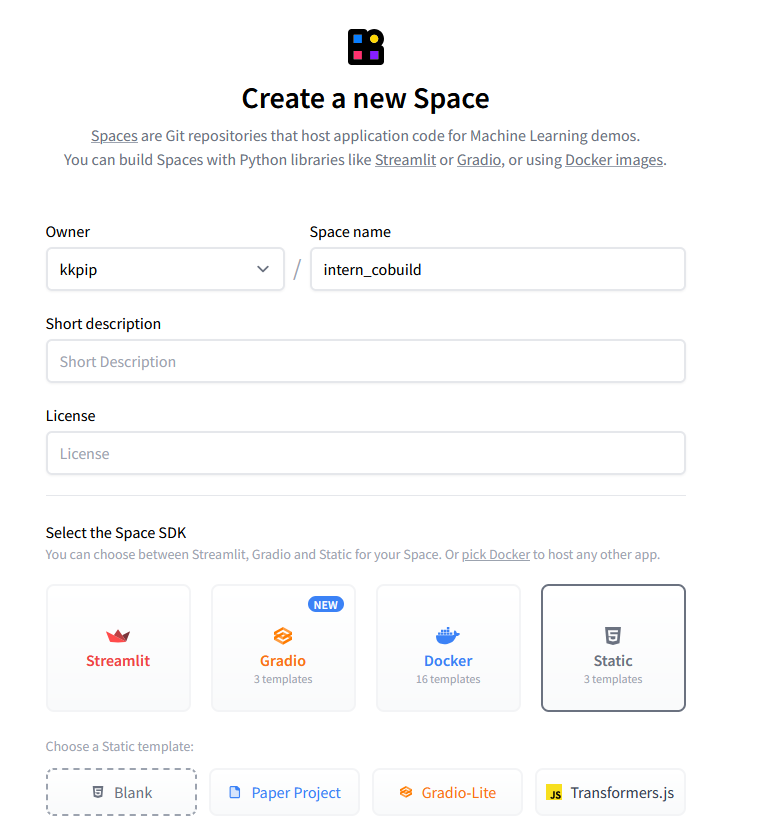 Create a new Space
Spaces are Git repositories that host application code for Machine Learning demos.
You can build Spaces with Python libraries like Streamlit or Gradio, or using Docker images.
Owner
Space name
kkpip
/
intern_cobuild
Short description
Short Description
License
License
Select the Space SDK
You can choose between Streamlit, Gradio and Static for your Space. Or pick Docker to host any other app.
Streamlit
NEW
Gradio
3 templates
Docker
16 templates
Static
3 templates
Choose a Static template:
Blank
Paper Project
Gradio-Lite
JS
Transformers.js